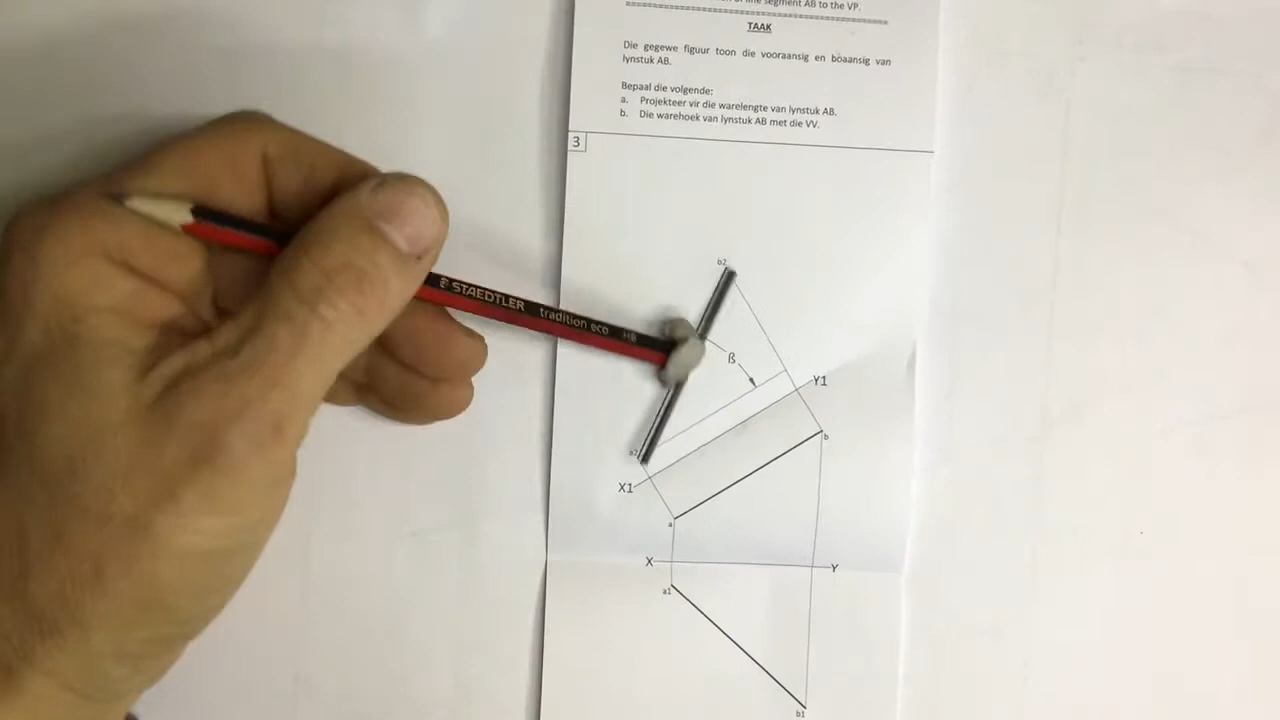 of line segment AB to the VP.
TAAK
Die gegewe figuur toon die vooraansig en boaansig van
lynstuk AB.
Bepaal die volgende:
a. Projekteer vir die warelengte van lynstuk AB.
b. Die warehoek van lynstuk AB met die VV.
3
b2
STAEDTLER tradition eco HB
ß
Y1
b
a2
X1
a
X
Y
a1
b1